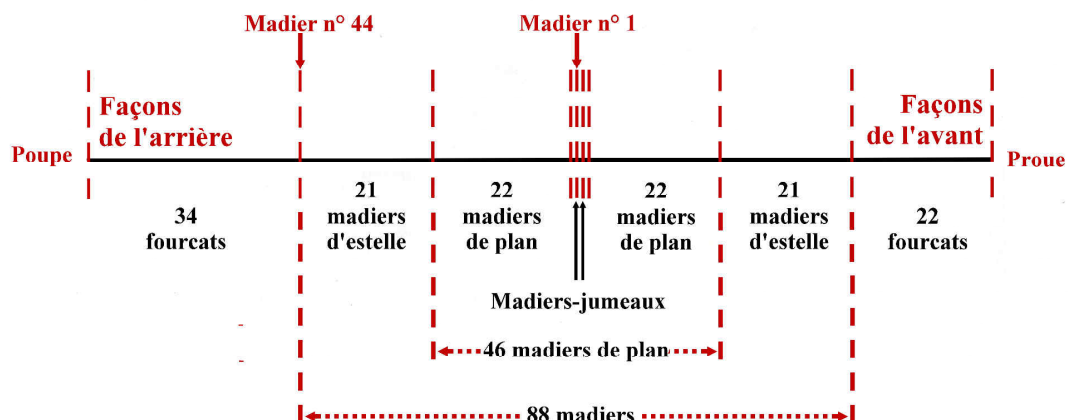 Madier n° 44
Madier n° 1
Façons
de l'arrière
Façons
de l'avant
Poupe
Proue
34
fourcats
21
madiers
d'estelle
22
madiers
de plan
22
madiers
de plan
21
madiers
d'estelle
22
fourcats
Madiers-jumeaux
46 madiers de plan
88 madiers